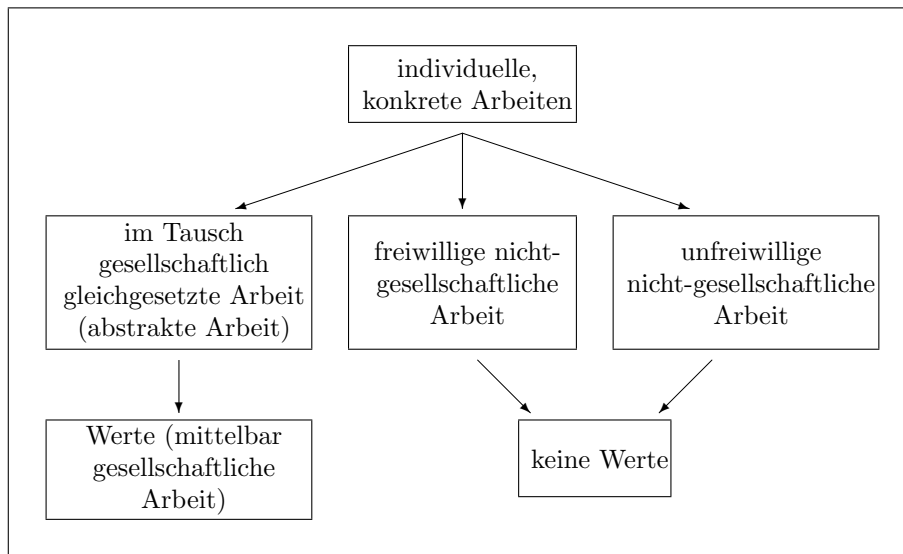 individuelle,
konkrete Arbeiten
im Tausch
gesellschaftlich
gleichgesetzte Arbeit
(abstrakte Arbeit)
freiwillige nicht-
gesellschaftliche
Arbeit
unfreiwillige
nicht-gesellschaftliche
Arbeit
Werte (mittelbar
gesellschaftliche
Arbeit)
keine Werte